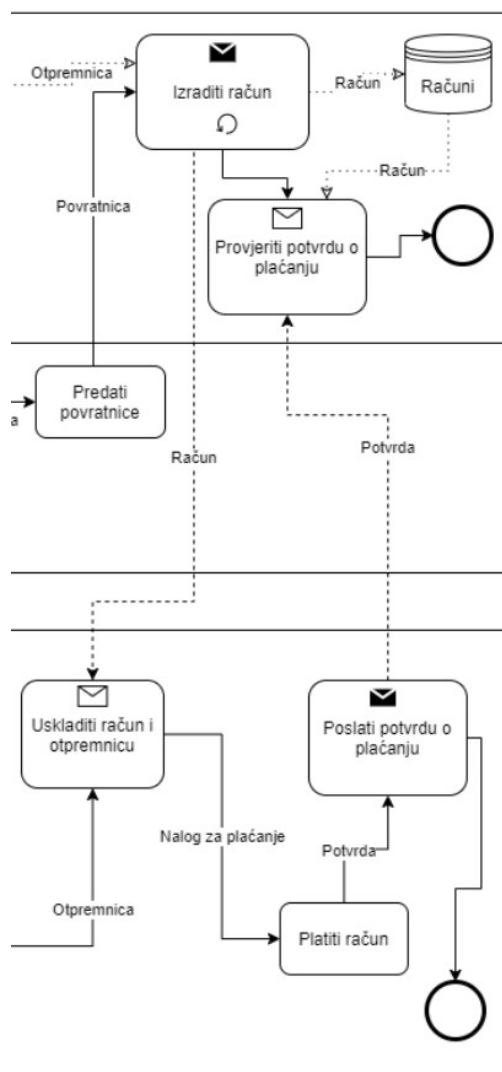 Otpremnica
Izraditi račun
Račun
Računi
Račun
Povratnica
Provjeriti potvrdu o
plaćanju
Predati
povratnice
a
Račun
Potvrda
Uskladiti račun i
otpremnicu
Poslati potvrdu o
plaćanju
Nalog za plaćanje
Potvrda
Otpremnica
Platiti račun